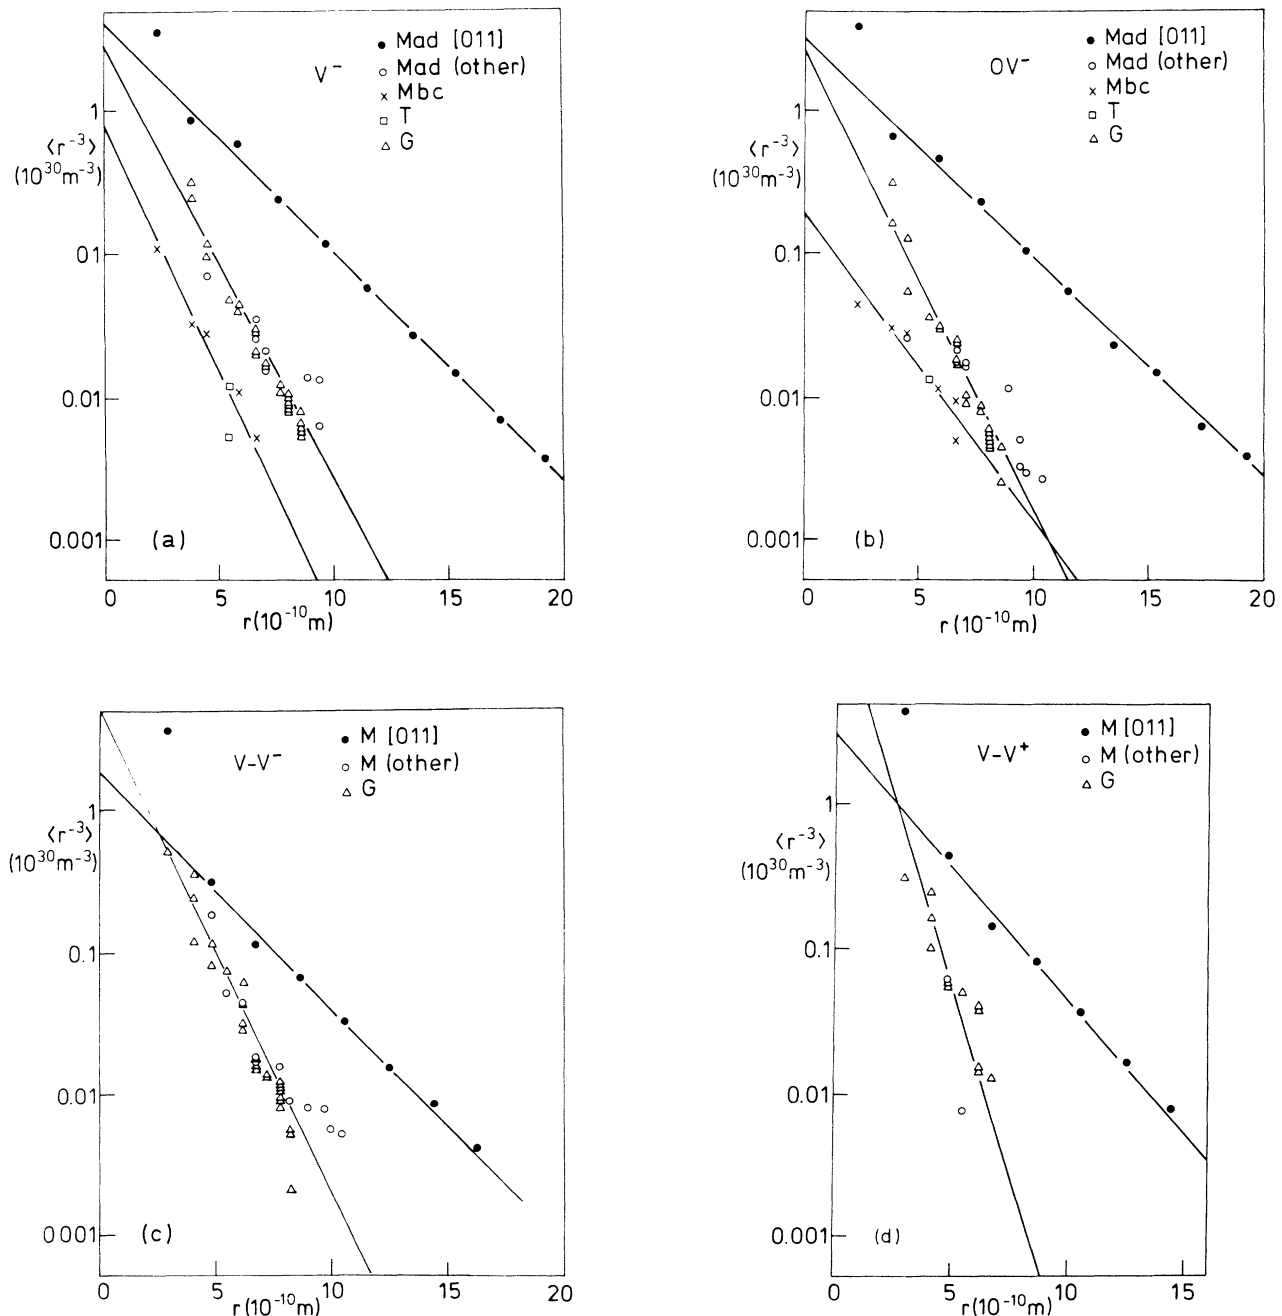 V⁻
● Mad [011]
○ Mad (other)
× Mbc
□ T
△ G
1
⟨r⁻³⟩
(10³⁰m⁻³)
01
0.01
0.001
(a)
0 5 10 15 20
r(10⁻¹⁰m)
OV⁻
● Mad [011]
○ Mad (other)
× Mbc
□ T
△ G
1
⟨r⁻³⟩
(10³⁰m⁻³)
0.1
0.01
0.001
(b)
0 5 10 15 20
r(10⁻¹⁰m)
V–V⁻
● M [011]
○ M (other)
△ G
1
⟨r⁻³⟩
(10³⁰m⁻³)
0.1
0.01
0.001
(c)
5 10 15 20
r(10⁻¹⁰m)
V–V⁺
● M [011]
○ M (other)
△ G
1
⟨r⁻³⟩
(10³⁰m⁻³)
0.1
0.01
0.001
(d)
5 10 15
r(10⁻¹⁰m)